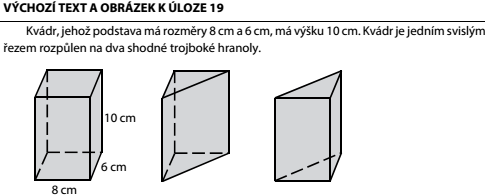 VÝCHOZÍ TEXT A OBRÁZEK K ÚLOZE 19
Kvádr, jehož podstava má rozměry 8 cm a 6 cm, má výšku 10 cm. Kvádr je jedním svislým
řezem rozpůlen na dva shodné trojboké hranoly.
10 cm
6 cm
8 cm